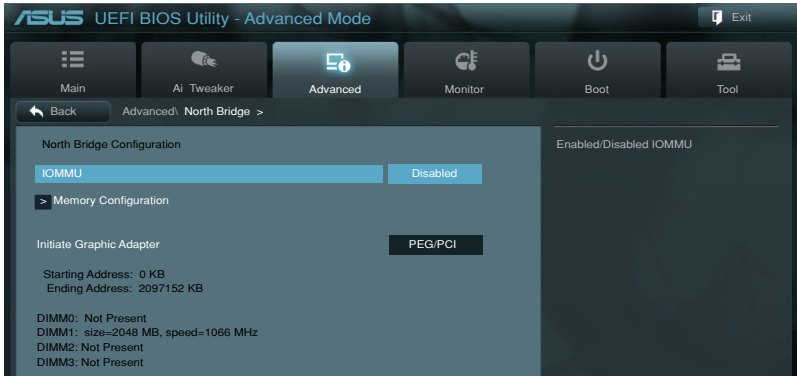 ASUS UEFI BIOS Utility - Advanced Mode
Exit
Main
Ai Tweaker
Advanced
Monitor
Boot
Tool
Back
Advanced\ North Bridge >
North Bridge Configuration
Enabled/Disabled IOMMU
IOMMU
Disabled
> Memory Configuration
Initiate Graphic Adapter
PEG/PCI
Starting Address: 0 KB
Ending Address: 2097152 KB
DIMM0: Not Present
DIMM1: size=2048 MB, speed=1066 MHz
DIMM2: Not Present
DIMM3: Not Present